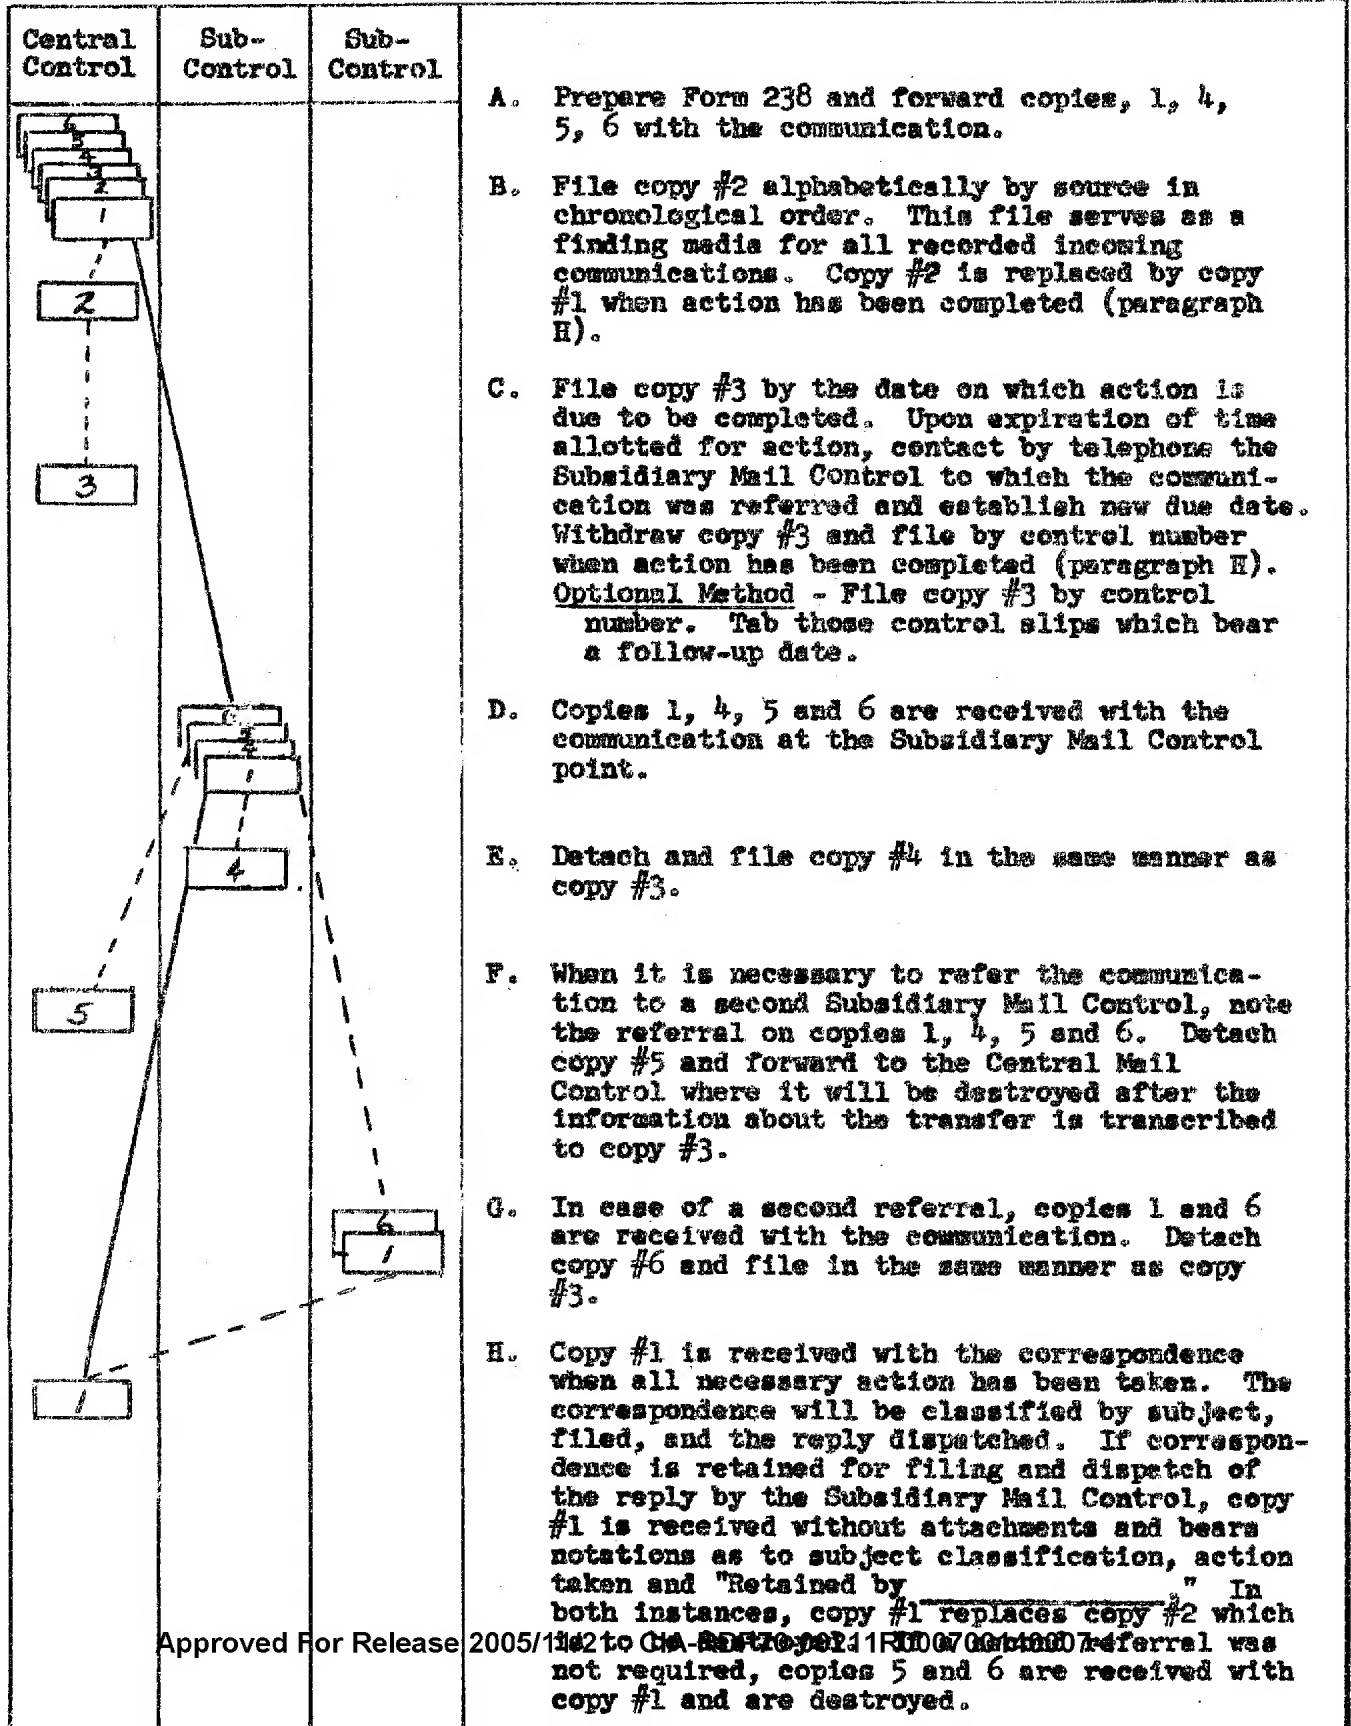 Central Control
Sub-Control
Sub-Control
6
5
4
3
2
1
2
3
6
5
4
1
4
5
6
1
1
A. Prepare Form 238 and forward copies, 1, 4,
5, 6 with the communication.
B. File copy #2 alphabetically by source in
chronological order. This file serves as a
finding media for all recorded incoming
communications. Copy #2 is replaced by copy
#1 when action has been completed (paragraph
H).
C. File copy #3 by the date on which action is
due to be completed. Upon expiration of time
allotted for action, contact by telephone the
Subsidiary Mail Control to which the communi-
cation was referred and establish new due date.
Withdraw copy #3 and file by control number
when action has been completed (paragraph H).
Optional Method - File copy #3 by control
number. Tab those control slips which bear
a follow-up date.
D. Copies 1, 4, 5 and 6 are received with the
communication at the Subsidiary Mail Control
point.
E. Detach and file copy #4 in the same manner as
copy #3.
F. When it is necessary to refer the communica-
tion to a second Subsidiary Mail Control, note
the referral on copies 1, 4, 5 and 6. Detach
copy #5 and forward to the Central Mail
Control where it will be destroyed after the
information about the transfer is transcribed
to copy #3.
G. In case of a second referral, copies 1 and 6
are received with the communication. Detach
copy #6 and file in the same manner as copy
#3.
H. Copy #1 is received with the correspondence
when all necessary action has been taken. The
correspondence will be classified by subject,
filed, and the reply dispatched. If correspon-
dence is retained for filing and dispatch of
the reply by the Subsidiary Mail Control, copy
#1 is received without attachments and bears
notations as to subject classification, action
taken and "Retained by ______________." In
both instances, copy #1 replaces copy #2 which
Approved For Release 2005/ referral was
not required, copies 5 and 6 are received with
copy #1 and are destroyed.